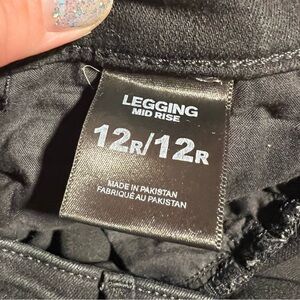 LEGGING
MID RISE
12R/12R
MADE IN PAKISTAN
FABRIQUÉ AU PAKISTAN